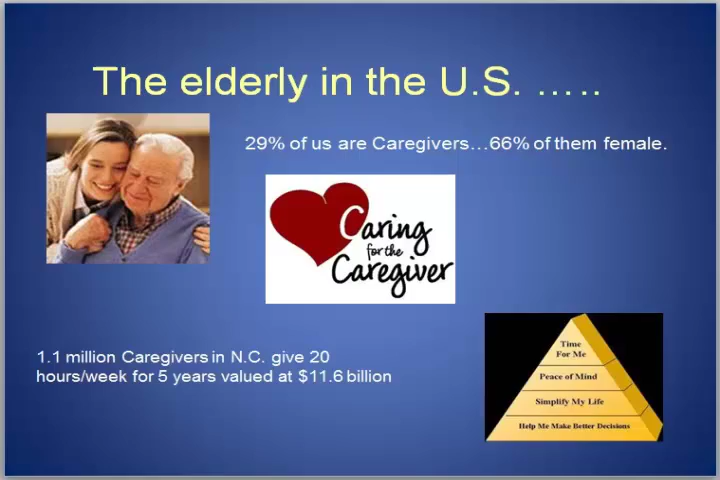 The elderly in the U.S. …..
29% of us are Caregivers…66% of them female.
Caring
for the
Caregiver
1.1 million Caregivers in N.C. give 20
hours/week for 5 years valued at $11.6 billion
Time
For Me
Peace of Mind
Simplify My Life
Help Me Make Better Decisions